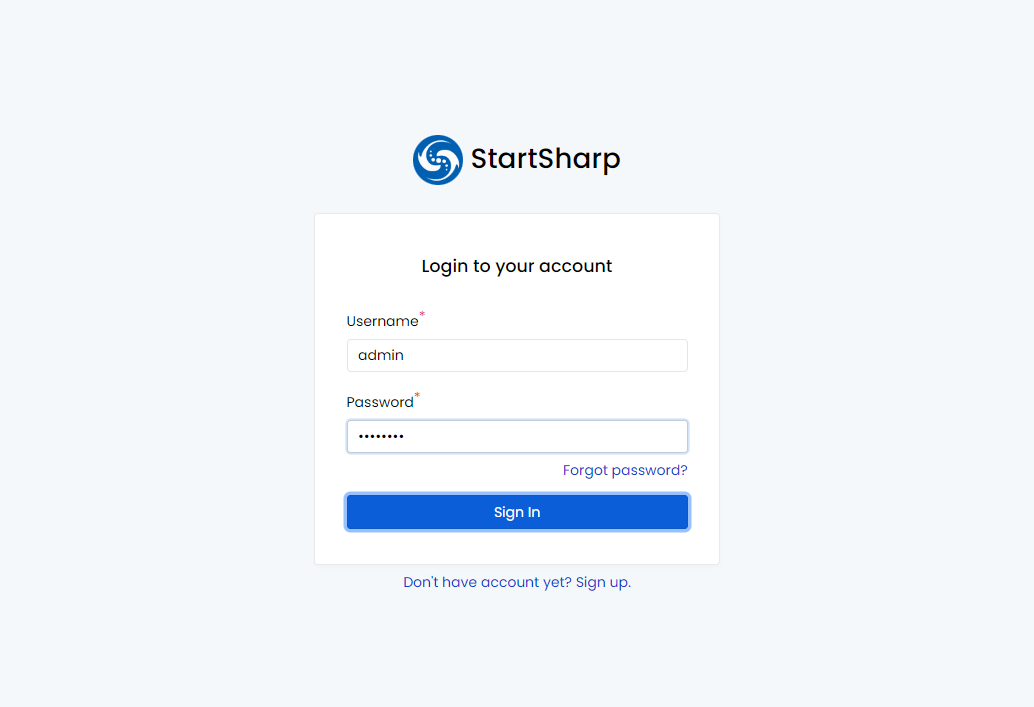 StartSharp
Login to your account
Username*
admin
Password*
••••••••
Forgot password?
Sign In
Don't have account yet? Sign up.